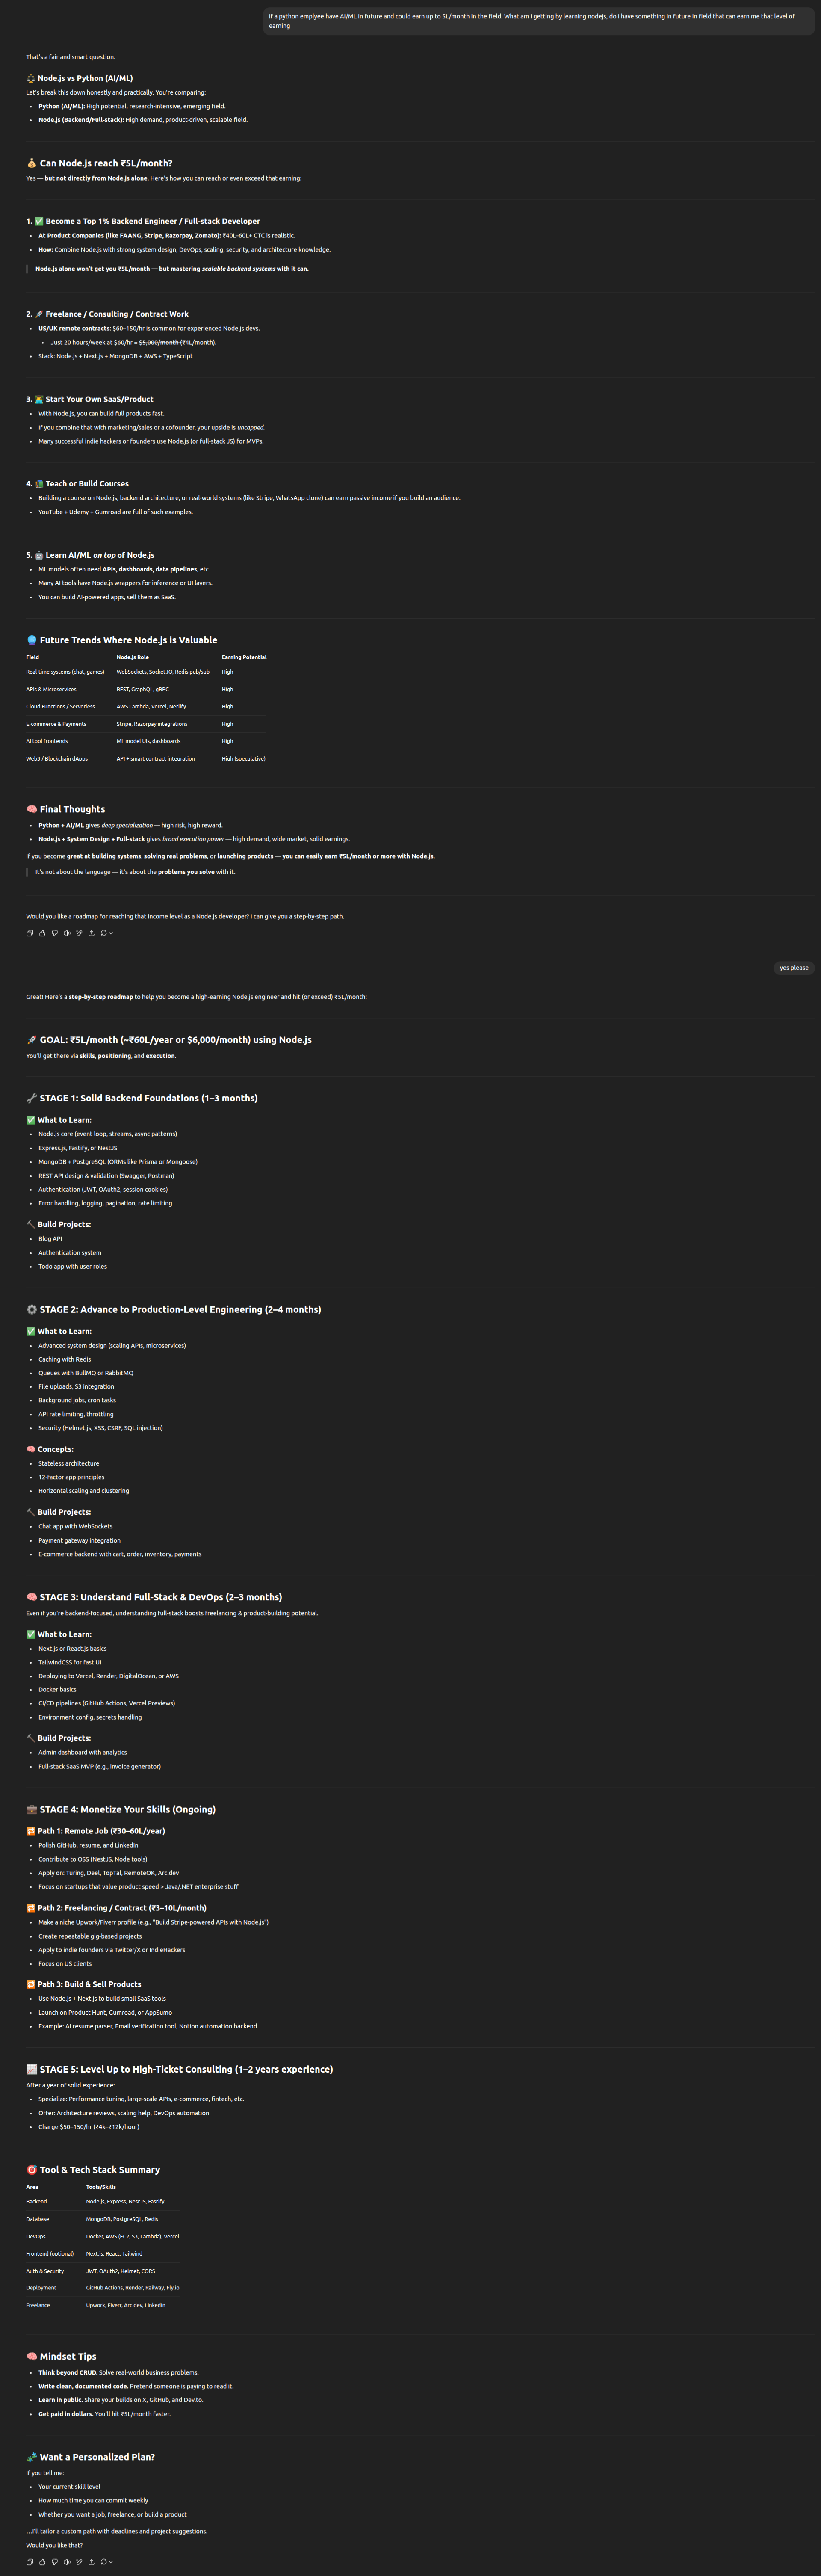 if a python emplyee have AI/ML in future and could earn up to 5L/month in the field. What am i getting by learning nodejs, do i have something in future in field that can earn me that level of
earning
That's a fair and smart question.
⚖️ Node.js vs Python (AI/ML)
Let's break this down honestly and practically. You're comparing:
• Python (AI/ML): High potential, research-intensive, emerging field.
• Node.js (Backend/Full-stack): High demand, product-driven, scalable field.
💰 Can Node.js reach ₹5L/month?
Yes — but not directly from Node.js alone. Here's how you can reach or even exceed that earning:
1. ✅ Become a Top 1% Backend Engineer / Full-stack Developer
• At Product Companies (like FAANG, Stripe, Razorpay, Zomato): ₹40L–60L+ CTC is realistic.
• How: Combine Node.js with strong system design, DevOps, scaling, security, and architecture knowledge.
Node.js alone won't get you ₹5L/month — but mastering scalable backend systems with it can.
2. 🚀 Freelance / Consulting / Contract Work
• US/UK remote contracts: $60–150/hr is common for experienced Node.js devs.
• Just 20 hours/week at $60/hr = $5,000/month (₹4L/month).
• Stack: Node.js + Next.js + MongoDB + AWS + TypeScript
3. 🧑‍💻 Start Your Own SaaS/Product
• With Node.js, you can build full products fast.
• If you combine that with marketing/sales or a cofounder, your upside is uncapped.
• Many successful indie hackers or founders use Node.js (or full-stack JS) for MVPs.
4. 🧑‍🏫 Teach or Build Courses
• Building a course on Node.js, backend architecture, or real-world systems (like Stripe, WhatsApp clone) can earn passive income if you build an audience.
• YouTube + Udemy + Gumroad are full of such examples.
5. 🤖 Learn AI/ML on top of Node.js
• ML models often need APIs, dashboards, data pipelines, etc.
• Many AI tools have Node.js wrappers for inference or UI layers.
• You can build AI-powered apps, sell them as SaaS.
🔮 Future Trends Where Node.js is Valuable
Field Node.js Role Earning Potential
Real-time systems (chat, games) WebSockets, Socket.IO, Redis pub/sub High
APIs & Microservices REST, GraphQL, gRPC High
Cloud Functions / Serverless AWS Lambda, Vercel, Netlify High
E-commerce & Payments Stripe, Razorpay integrations High
AI tool frontends ML model UIs, dashboards High
Web3 / Blockchain dApps API + smart contract integration High (speculative)
🧠 Final Thoughts
• Python + AI/ML gives deep specialization — high risk, high reward.
• Node.js + System Design + Full-stack gives broad execution power — high demand, wide market, solid earnings.
If you become great at building systems, solving real problems, or launching products — you can easily earn ₹5L/month or more with Node.js.
It's not about the language — it's about the problems you solve with it.
Would you like a roadmap for reaching that income level as a Node.js developer? I can give you a step-by-step path.
yes please
Great! Here's a step-by-step roadmap to help you become a high-earning Node.js engineer and hit (or exceed) ₹5L/month:
🚀 GOAL: ₹5L/month (~₹60L/year or $6,000/month) using Node.js
You'll get there via skills, positioning, and execution.
🔧 STAGE 1: Solid Backend Foundations (1–3 months)
✅ What to Learn:
• Node.js core (event loop, streams, async patterns)
• Express.js, Fastify, or NestJS
• MongoDB + PostgreSQL (ORMs like Prisma or Mongoose)
• REST API design & validation (Swagger, Postman)
• Authentication (JWT, OAuth2, session cookies)
• Error handling, logging, pagination, rate limiting
🔨 Build Projects:
• Blog API
• Authentication system
• Todo app with user roles
⚙️ STAGE 2: Advance to Production-Level Engineering (2–4 months)
✅ What to Learn:
• Advanced system design (scaling APIs, microservices)
• Caching with Redis
• Queues with BullMQ or RabbitMQ
• File uploads, S3 integration
• Background jobs, cron tasks
• API rate limiting, throttling
• Security (Helmet.js, XSS, CSRF, SQL injection)
🧠 Concepts:
• Stateless architecture
• 12-factor app principles
• Horizontal scaling and clustering
🔨 Build Projects:
• Chat app with WebSockets
• Payment gateway integration
• E-commerce backend with cart, order, inventory, payments
🧠 STAGE 3: Understand Full-Stack & DevOps (2–3 months)
Even if you're backend-focused, understanding full-stack boosts freelancing & product-building potential.
✅ What to Learn:
• Next.js or React.js basics
• TailwindCSS for fast UI
• Deploying to Vercel, Render, DigitalOcean, or AWS
• Docker basics
• CI/CD pipelines (GitHub Actions, Vercel Previews)
• Environment config, secrets handling
🔨 Build Projects:
• Admin dashboard with analytics
• Full-stack SaaS MVP (e.g., invoice generator)
💼 STAGE 4: Monetize Your Skills (Ongoing)
🔁 Path 1: Remote Job (₹30–60L/year)
• Polish GitHub, resume, and LinkedIn
• Contribute to OSS (NestJS, Node tools)
• Apply on: Turing, Deel, TopTal, RemoteOK, Arc.dev
• Focus on startups that value product speed > Java/.NET enterprise stuff
🔁 Path 2: Freelancing / Contract (₹3–10L/month)
• Make a niche Upwork/Fiverr profile (e.g., "Build Stripe-powered APIs with Node.js")
• Create repeatable gig-based projects
• Apply to indie founders via Twitter/X or IndieHackers
• Focus on US clients
🔁 Path 3: Build & Sell Products
• Use Node.js + Next.js to build small SaaS tools
• Launch on Product Hunt, Gumroad, or AppSumo
• Example: AI resume parser, Email verification tool, Notion automation backend
📈 STAGE 5: Level Up to High-Ticket Consulting (1–2 years experience)
After a year of solid experience:
• Specialize: Performance tuning, large-scale APIs, e-commerce, fintech, etc.
• Offer: Architecture reviews, scaling help, DevOps automation
• Charge $50–150/hr (₹4k–₹12k/hour)
🎯 Tool & Tech Stack Summary
Area Tools/Skills
Backend Node.js, Express, NestJS, Fastify
Database MongoDB, PostgreSQL, Redis
DevOps Docker, AWS (EC2, S3, Lambda), Vercel
Frontend (optional) Next.js, React, Tailwind
Auth & Security JWT, OAuth2, Helmet, CORS
Deployment GitHub Actions, Render, Railway, Fly.io
Freelance Upwork, Fiverr, Arc.dev, LinkedIn
🧠 Mindset Tips
• Think beyond CRUD. Solve real-world business problems.
• Write clean, documented code. Pretend someone is paying to read it.
• Learn in public. Share your builds on X, GitHub, and Dev.to.
• Get paid in dollars. You'll hit ₹5L/month faster.
🧩 Want a Personalized Plan?
If you tell me:
• Your current skill level
• How much time you can commit weekly
• Whether you want a job, freelance, or build a product
...I'll tailor a custom path with deadlines and project suggestions.
Would you like that?